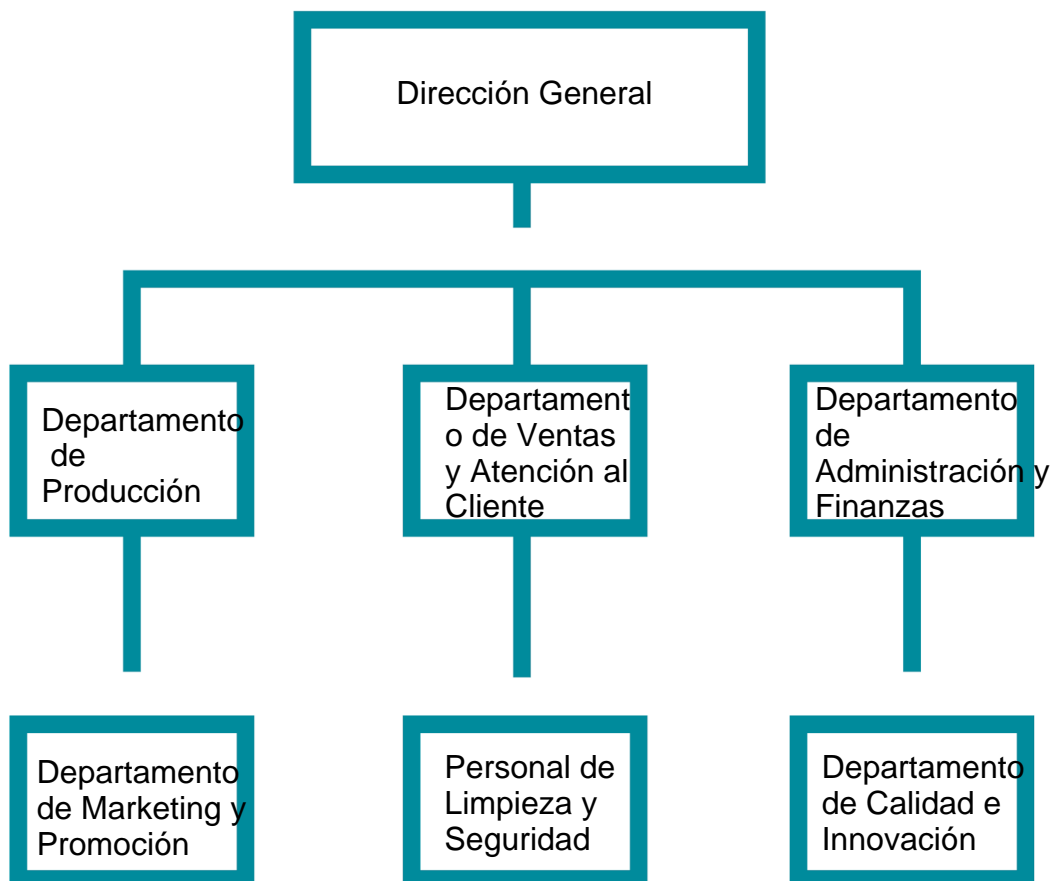 Dirección General
Departamento
de
Producción
Departament
o de Ventas
y Atención al
Cliente
Departamento
de
Administración y
Finanzas
Departamento
de Marketing y
Promoción
Personal de
Limpieza y
Seguridad
Departamento
de Calidad e
Innovación